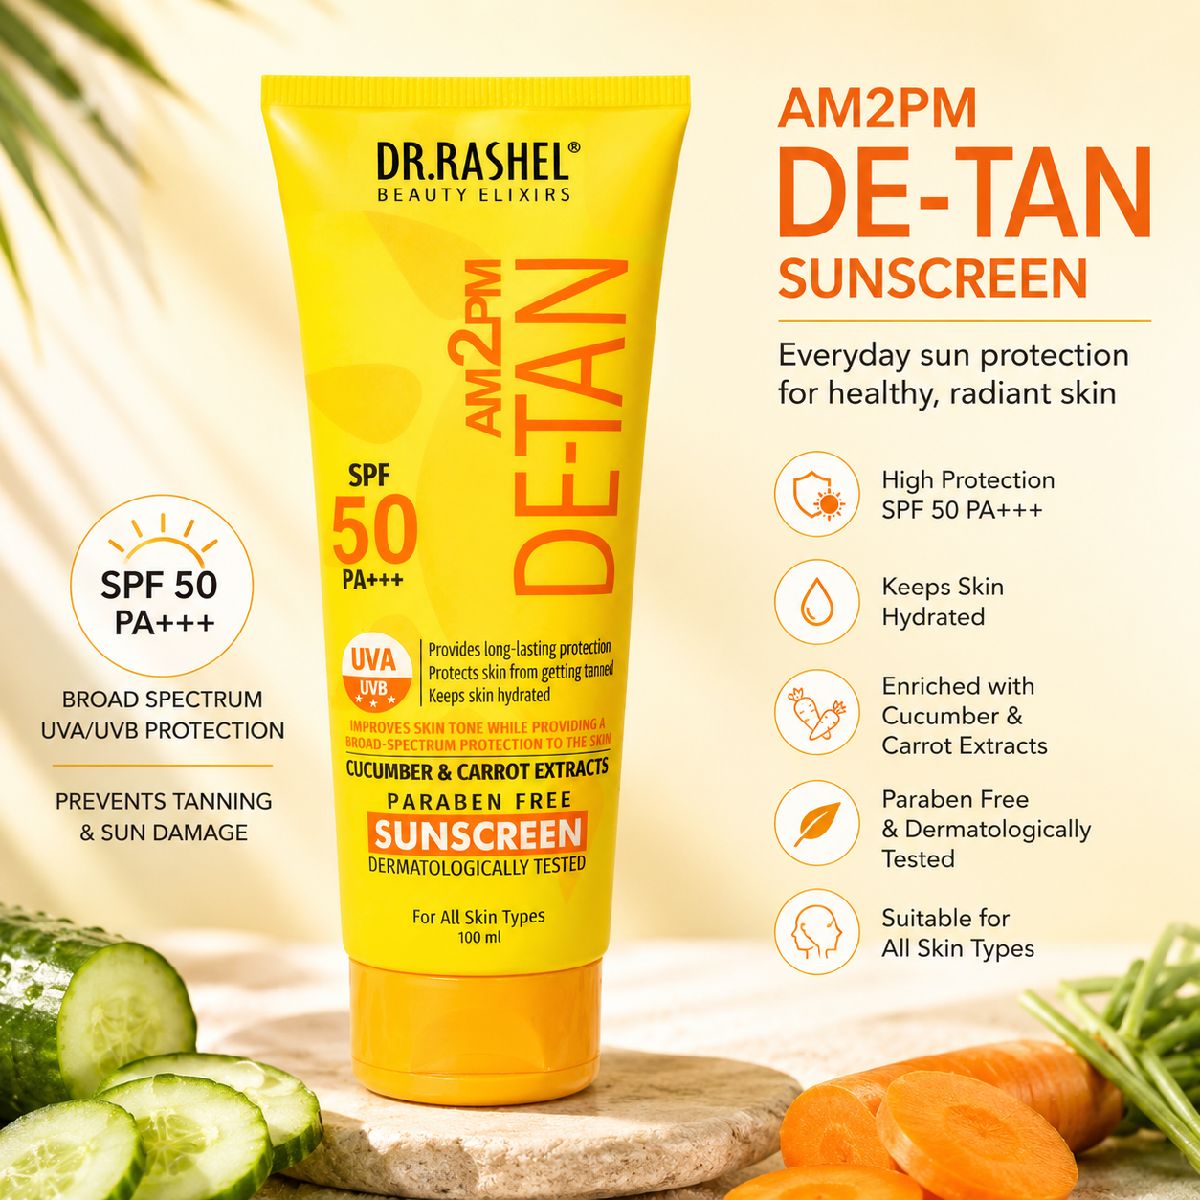 DR.RASHEL®
BEAUTY ELIXIRS
AM2PM
DE-TAN
SPF
50
PA+++
UVA
UVB
Provides long-lasting protection
Protects skin from getting tanned
Keeps skin hydrated
IMPROVES SKIN TONE WHILE PROVIDING A
BROAD-SPECTRUM PROTECTION TO THE SKIN
CUCUMBER & CARROT EXTRACTS
PARABEN FREE
SUNSCREEN
DERMATOLOGICALLY TESTED
For All Skin Types
100 ml
SPF 50
PA+++
BROAD SPECTRUM
UVA/UVB PROTECTION
PREVENTS TANNING
& SUN DAMAGE
AM2PM
DE-TAN
SUNSCREEN
Everyday sun protection
for healthy, radiant skin
High Protection
SPF 50 PA+++
Keeps Skin
Hydrated
Enriched with
Cucumber &
Carrot Extracts
Paraben Free
& Dermatologically
Tested
Suitable for
All Skin Types